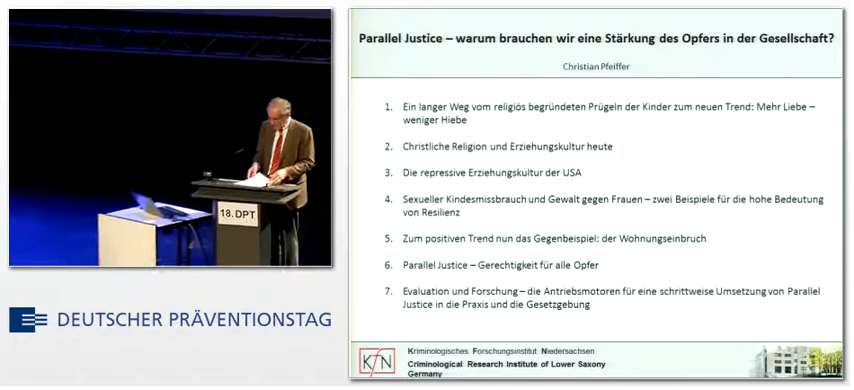 18.DPT
DEUTSCHER PRÄVENTIONSTAG
Parallel Justice – warum brauchen wir eine Stärkung des Opfers in der Gesellschaft?
Christian Pfeiffer
1. Ein langer Weg vom religiös begründeten Prügeln der Kinder zum neuen Trend: Mehr Liebe –
weniger Hiebe
2. Christliche Religion und Erziehungskultur heute
3. Die repressive Erziehungskultur der USA
4. Sexueller Kindesmissbrauch und Gewalt gegen Frauen – zwei Beispiele für die hohe Bedeutung
von Resilienz
5. Zum positiven Trend nun das Gegenbeispiel: der Wohnungseinbruch
6. Parallel Justice – Gerechtigkeit für alle Opfer
7. Evaluation und Forschung – die Antriebsmotoren für eine schrittweise Umsetzung von Parallel
Justice in die Praxis und die Gesetzgebung
KFN
Kriminologisches Forschungsinstitut Niedersachsen
Criminological Research Institute of Lower Saxony
Germany